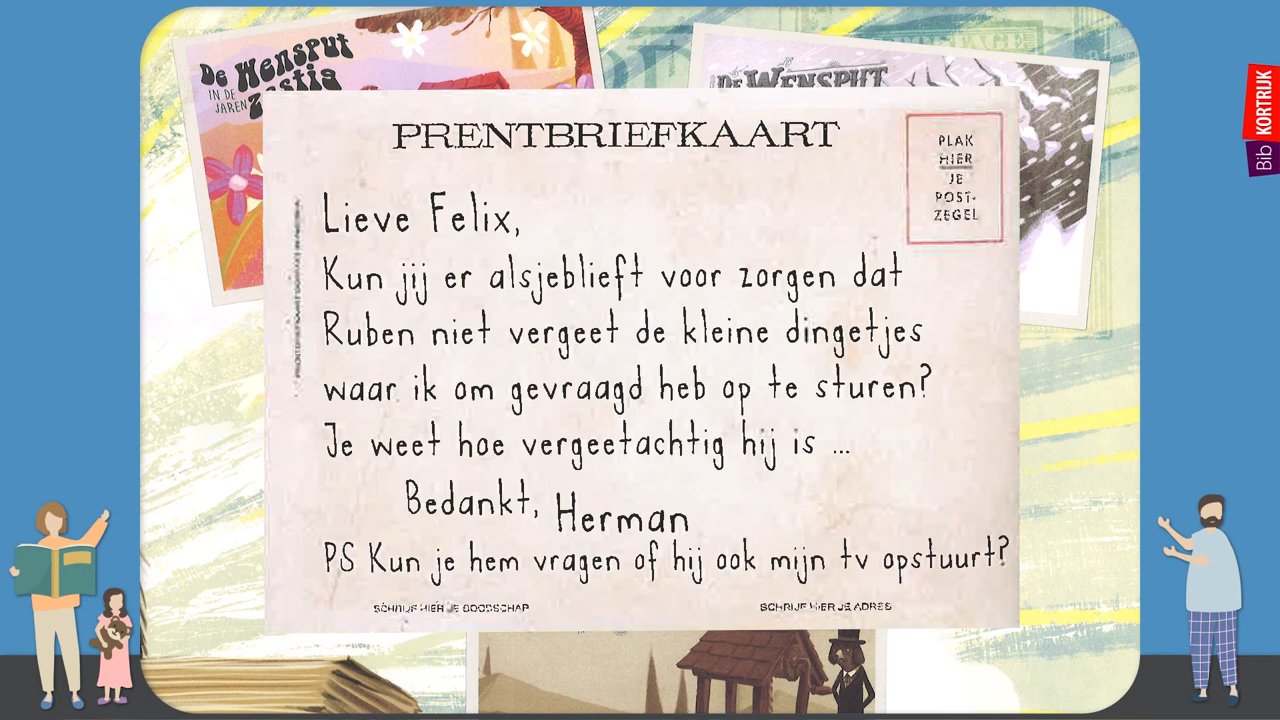 De Wensput
IN DE
JAREN
Zestig
DE WENSPUT
PRENTBRIEFKAART
PLAK
HIER
JE
POST-
ZEGEL
Lieve Felix,
Kun jij er alsjeblieft voor zorgen dat
Ruben niet vergeet de kleine dingetjes
waar ik om gevraagd heb op te sturen?
Je weet hoe vergeetachtig hij is ...
Bedankt, Herman
PS Kun je hem vragen of hij ook mijn tv opstuurt?
SCHRIJF HIER JE BOODSCHAP
SCHRIJF HIER JE ADRES
Bib KORTRIJK